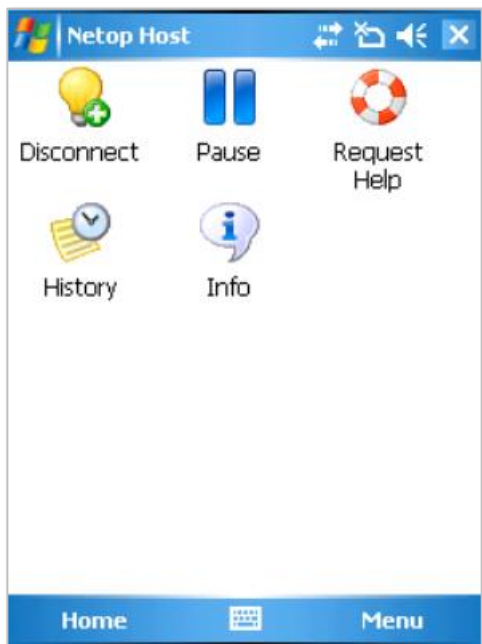 Netop Host
Disconnect Pause Request
Help
History Info
Home Menu